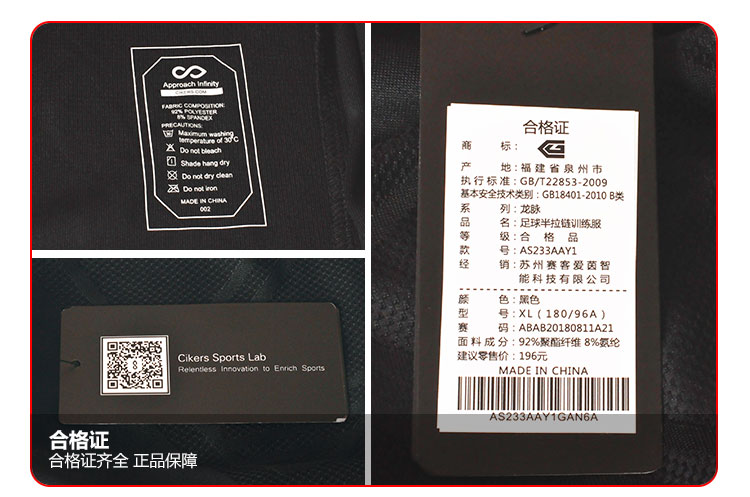 Approach Infinity
CIKERS.COM
FABRIC COMPOSITION:
92% POLYESTER
8% SPANDEX
PRECAUTIONS:
Maximum washing
temperature of 30°C
Do not bleach
Shade hang dry
Do not dry clean
Do not iron
MADE IN CHINA
002
Cikers Sports Lab
Relentless Innovation to Enrich Sports
合格证
商 标：
产 地：福建省泉州市
执行标准：GB/T22853-2009
基本安全技术类别：GB18401-2010 B类
系 列：龙脉
品 名：足球半拉链训练服
等 级：合格品
款 号：AS233AAY1
经 销：苏州赛客爱茵智
能科技有限公司
颜 色：黑色
型 号：XL (180/96A)
赛 码：ABAB20180811A21
面料成分：92%聚酯纤维 8%氨纶
建议零售价：196元
MADE IN CHINA
AS233AAY1GAN6A
合格证
合格证齐全 正品保障